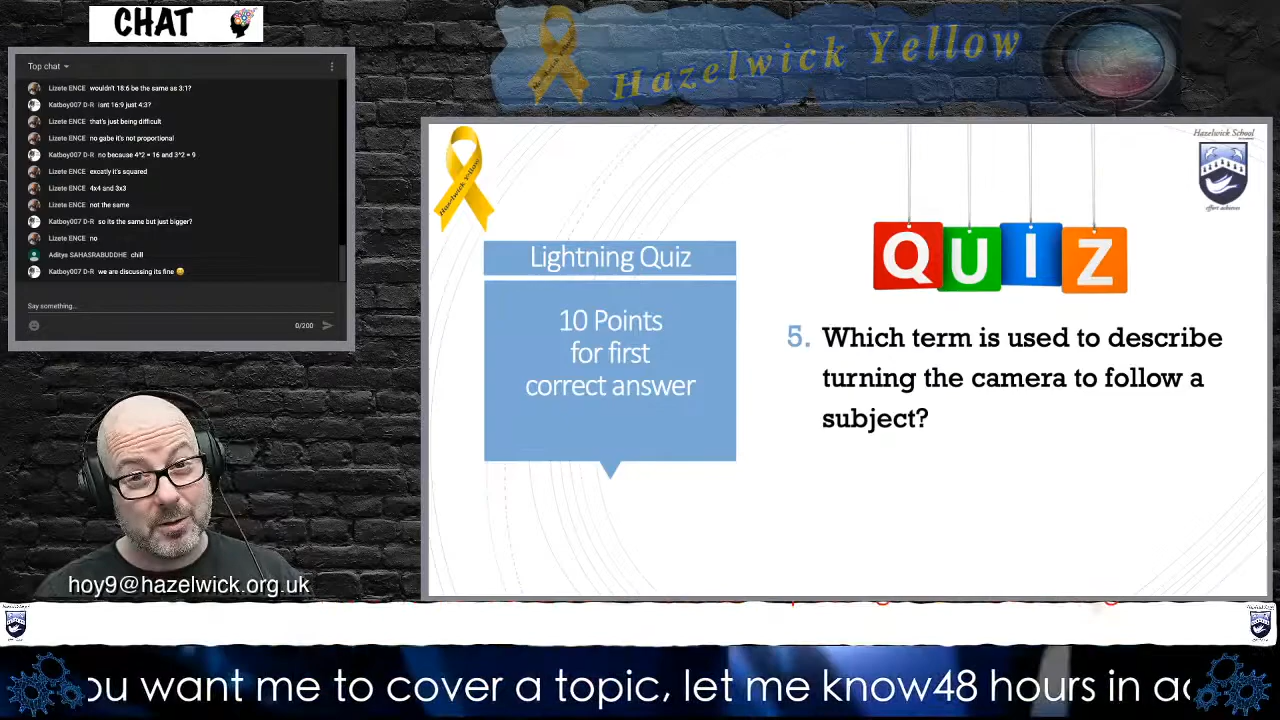 CHAT
Top chat
Lizete ENCE wouldn't 18:6 be the same as 3:1?
Katboy007 D-R isnt 16:9 just 4:3?
Lizete ENCE that's just being difficult
Lizete ENCE no gabe it's not proportional
Katboy007 D-R no because 4^2 = 16 and 3^2 = 9
Lizete ENCE excatly it's squared
Lizete ENCE 4x4 and 3x3
Lizete ENCE not the same
Katboy007 D-R so its the same but just bigger?
Lizete ENCE no
Aditya SAHASRABUDDHE chill
Katboy007 D-R we are discussing its fine
Say something...
0/200
Hazelwick Yellow
Hazelwick Yellow
Hazelwick School
effort achieves
QUIZ
Lightning Quiz
10 Points
for first
correct answer
5. Which term is used to describe
turning the camera to follow a
subject?
hoy9@hazelwick.org.uk
ou want me to cover a topic, let me know48 hours in ad